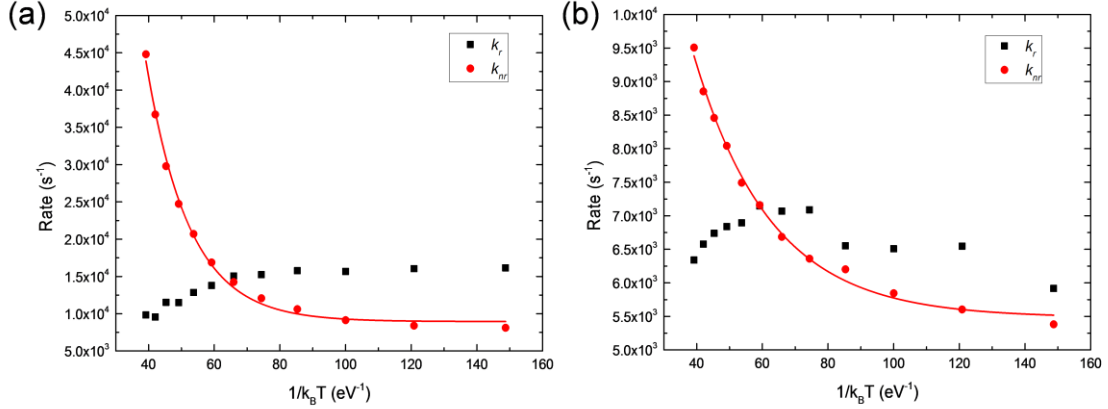 (a)
5.0x10⁴
4.5x10⁴
4.0x10⁴
3.5x10⁴
3.0x10⁴
2.5x10⁴
2.0x10⁴
1.5x10⁴
1.0x10⁴
5.0x10³
Rate (s⁻¹)
kᵣ
kₙᵣ
40 60 80 100 120 140 160
1/k_BT (eV⁻¹)
(b)
1.0x10⁴
9.5x10³
9.0x10³
8.5x10³
8.0x10³
7.5x10³
7.0x10³
6.5x10³
6.0x10³
5.5x10³
5.0x10³
Rate (s⁻¹)
kᵣ
kₙᵣ
40 60 80 100 120 140 160
1/k_BT (eV⁻¹)